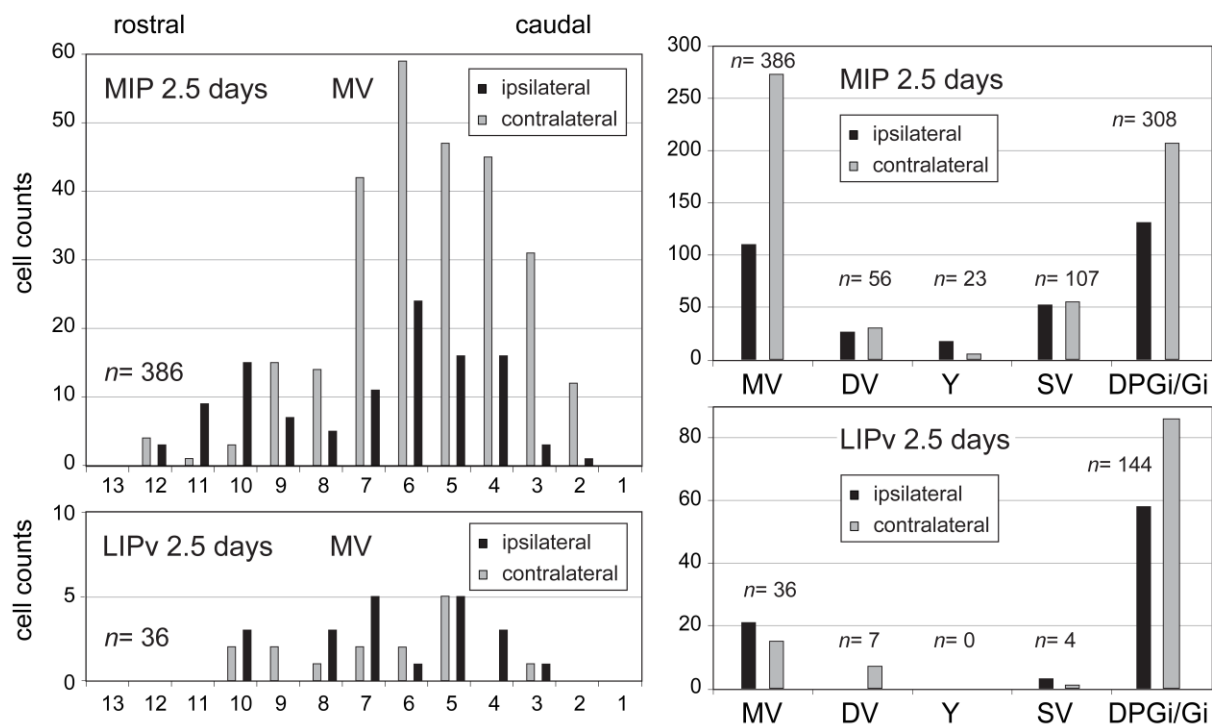 rostral caudal
cell counts
60
50
40
30
20
10
0
MIP 2.5 days MV
ipsilateral
contralateral
n= 386
13 12 11 10 9 8 7 6 5 4 3 2 1
cell counts
10
5
0
LIPv 2.5 days MV
ipsilateral
contralateral
n= 36
13 12 11 10 9 8 7 6 5 4 3 2 1
300
250
200
150
100
50
0
n= 386
MIP 2.5 days
ipsilateral
contralateral
n= 308
n= 56 n= 23 n= 107
MV DV Y SV DPGi/Gi
80
60
40
20
0
LIPv 2.5 days
ipsilateral
contralateral
n= 144
n= 36
n= 7 n= 0 n= 4
MV DV Y SV DPGi/Gi